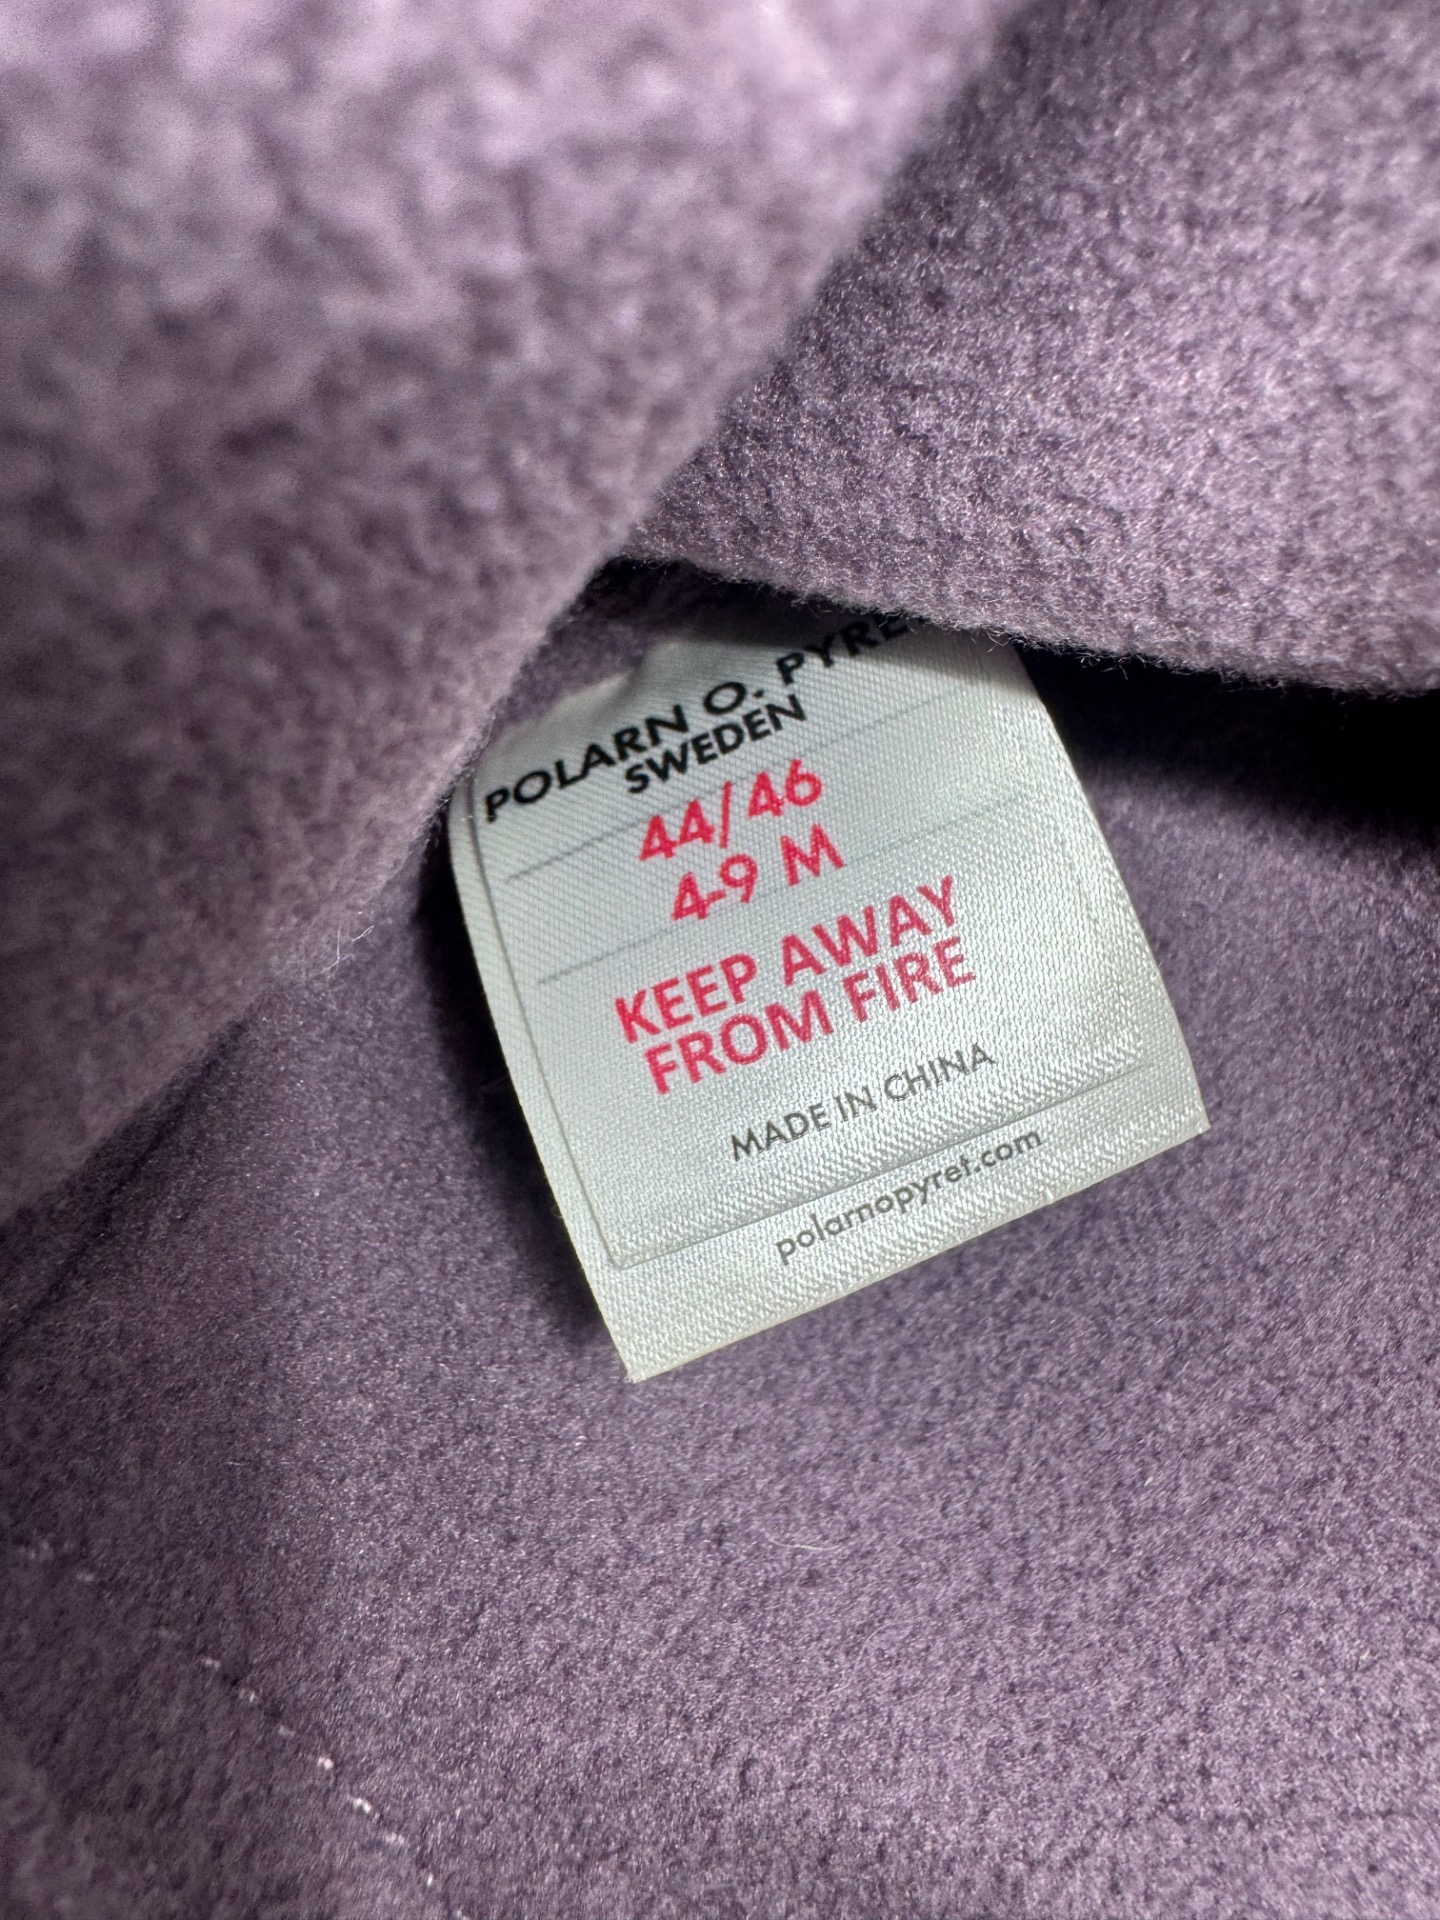 POLARN O. PYRET
SWEDEN
44/46
4-9 M
KEEP AWAY
FROM FIRE
MADE IN CHINA
polarnopyret.com